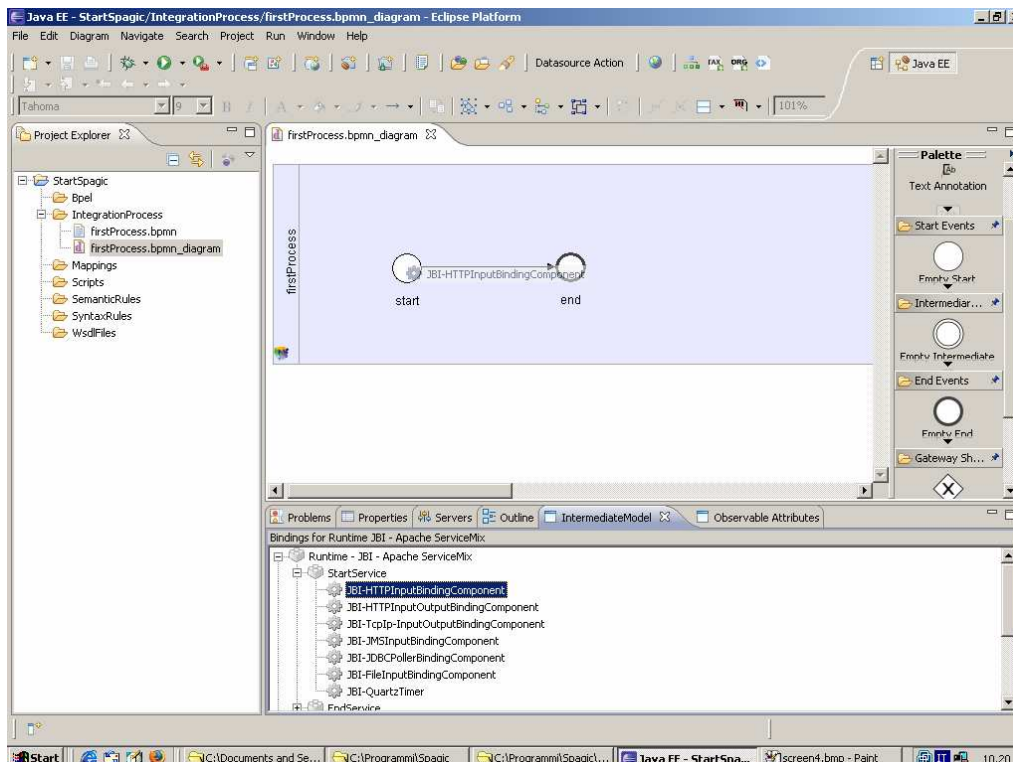 Java EE - StartSpagic/IntegrationProcess/firstProcess.bpmn_diagram - Eclipse Platform
File Edit Diagram Navigate Search Project Run Window Help
Datasource Action
Java EE
Tahoma 9 B I A 101%
Project Explorer
firstProcess.bpmn_diagram
StartSpagic
Bpel
IntegrationProcess
firstProcess.bpmn
firstProcess.bpmn_diagram
Mappings
Scripts
SemanticRules
SyntaxRules
WsdlFiles
firstProcess
JBI-HTTPInputBindingComponent
start
end
Palette
Text Annotation
Start Events
Empty Start
Intermediar...
Empty Intermediate
End Events
Empty End
Gateway Sh...
Problems Properties Servers Outline IntermediateModel Observable Attributes
Bindings for Runtime JBI - Apache ServiceMix
Runtime - JBI - Apache ServiceMix
StartService
JBI-HTTPInputBindingComponent
JBI-HTTPInputOutputBindingComponent
JBI-TcpIp-InputOutputBindingComponent
JBI-JMSInputBindingComponent
JBI-JDBCPollerBindingComponent
JBI-FileInputBindingComponent
JBI-QuartzTimer
EndService
Start C:\Documents and Se... C:\Programmi\Spagic C:\Programmi\Spagic\... Java EE - StartSpa... screen4.bmp - Paint IT 10.20